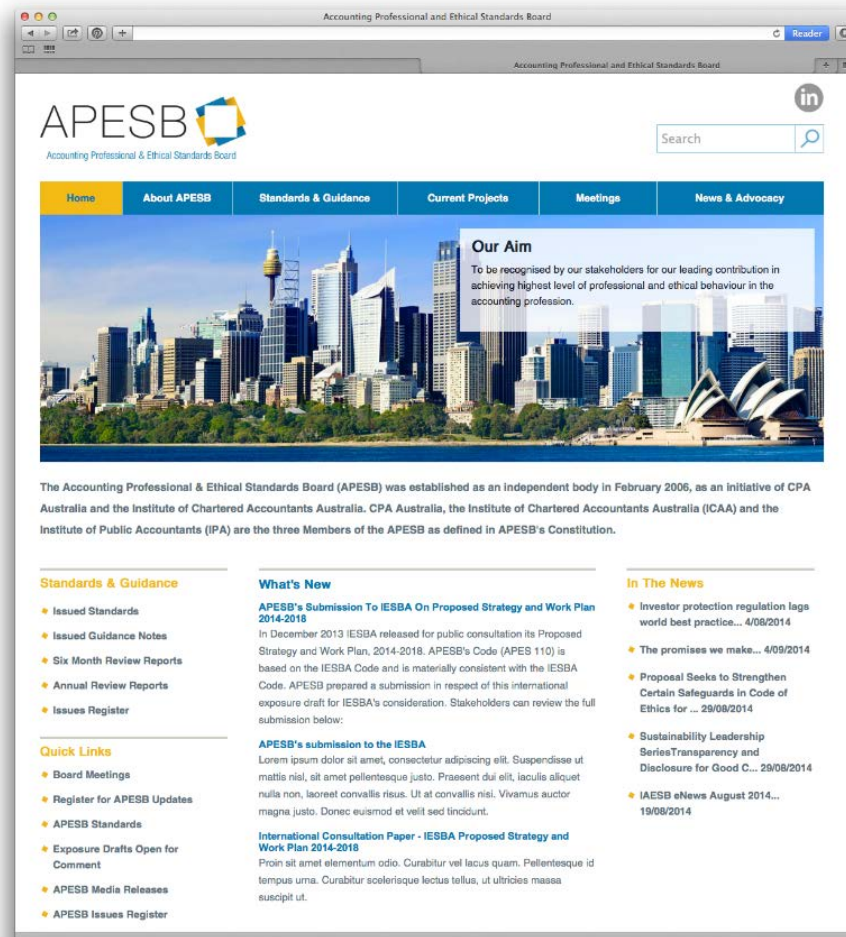 Accounting Professional and Ethical Standards Board
Reader
Accounting Professional and Ethical Standards Board
APESB
Accounting Professional & Ethical Standards Board
in
Search
Home
About APESB
Standards & Guidance
Current Projects
Meetings
News & Advocacy
Our Aim
To be recognised by our stakeholders for our leading contribution in
achieving highest level of professional and ethical behaviour in the
accounting profession.
The Accounting Professional & Ethical Standards Board (APESB) was established as an independent body in February 2006, as an initiative of CPA
Australia and the Institute of Chartered Accountants Australia. CPA Australia, the Institute of Chartered Accountants Australia (ICAA) and the
Institute of Public Accountants (IPA) are the three Members of the APESB as defined in APESB's Constitution.
Standards & Guidance
Issued Standards
Issued Guidance Notes
Six Month Review Reports
Annual Review Reports
Issues Register
Quick Links
Board Meetings
Register for APESB Updates
APESB Standards
Exposure Drafts Open for
Comment
APESB Media Releases
APESB Issues Register
What's New
APESB's Submission To IESBA On Proposed Strategy and Work Plan
2014-2018
In December 2013 IESBA released for public consultation its Proposed
Strategy and Work Plan, 2014-2018. APESB's Code (APES 110) is
based on the IESBA Code and is materially consistent with the IESBA
Code. APESB prepared a submission in respect of this international
exposure draft for IESBA's consideration. Stakeholders can review the full
submission below:
APESB's submission to the IESBA
Lorem ipsum dolor sit amet, consectetur adipiscing elit. Suspendisse ut
mattis nisl, sit amet pellentesque justo. Praesent dui elit, iaculis aliquet
nulla non, laoreet convallis risus. Ut at convallis nisi. Vivamus auctor
magna justo. Donec euismod et velit sed tincidunt.
International Consultation Paper - IESBA Proposed Strategy and
Work Plan 2014-2018
Proin sit amet elementum odio. Curabitur vel lacus quam. Pellentesque id
tempus urna. Curabitur scelerisque lectus tellus, ut ultricies massa
suscipit ut.
In The News
Investor protection regulation lags
world best practice... 4/08/2014
The promises we make... 4/09/2014
Proposal Seeks to Strengthen
Certain Safeguards in Code of
Ethics for ... 29/08/2014
Sustainability Leadership
SeriesTransparency and
Disclosure for Good C... 29/08/2014
IAESB eNews August 2014...
19/08/2014